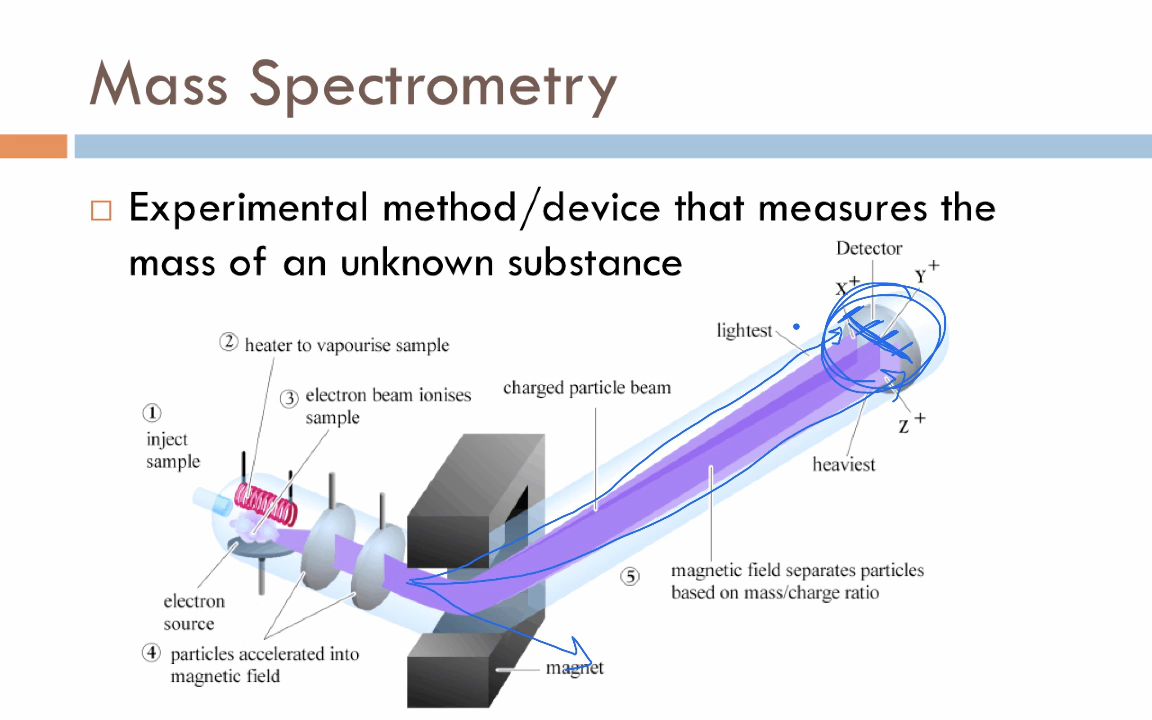 Mass Spectrometry
Experimental method/device that measures the
mass of an unknown substance
Detector
X+
Y+
lightest
② heater to vapourise sample
③ electron beam ionises
sample
charged particle beam
①
inject
sample
Z+
heaviest
⑤ magnetic field separates particles
based on mass/charge ratio
electron
source
④ particles accelerated into
magnetic field
magnet